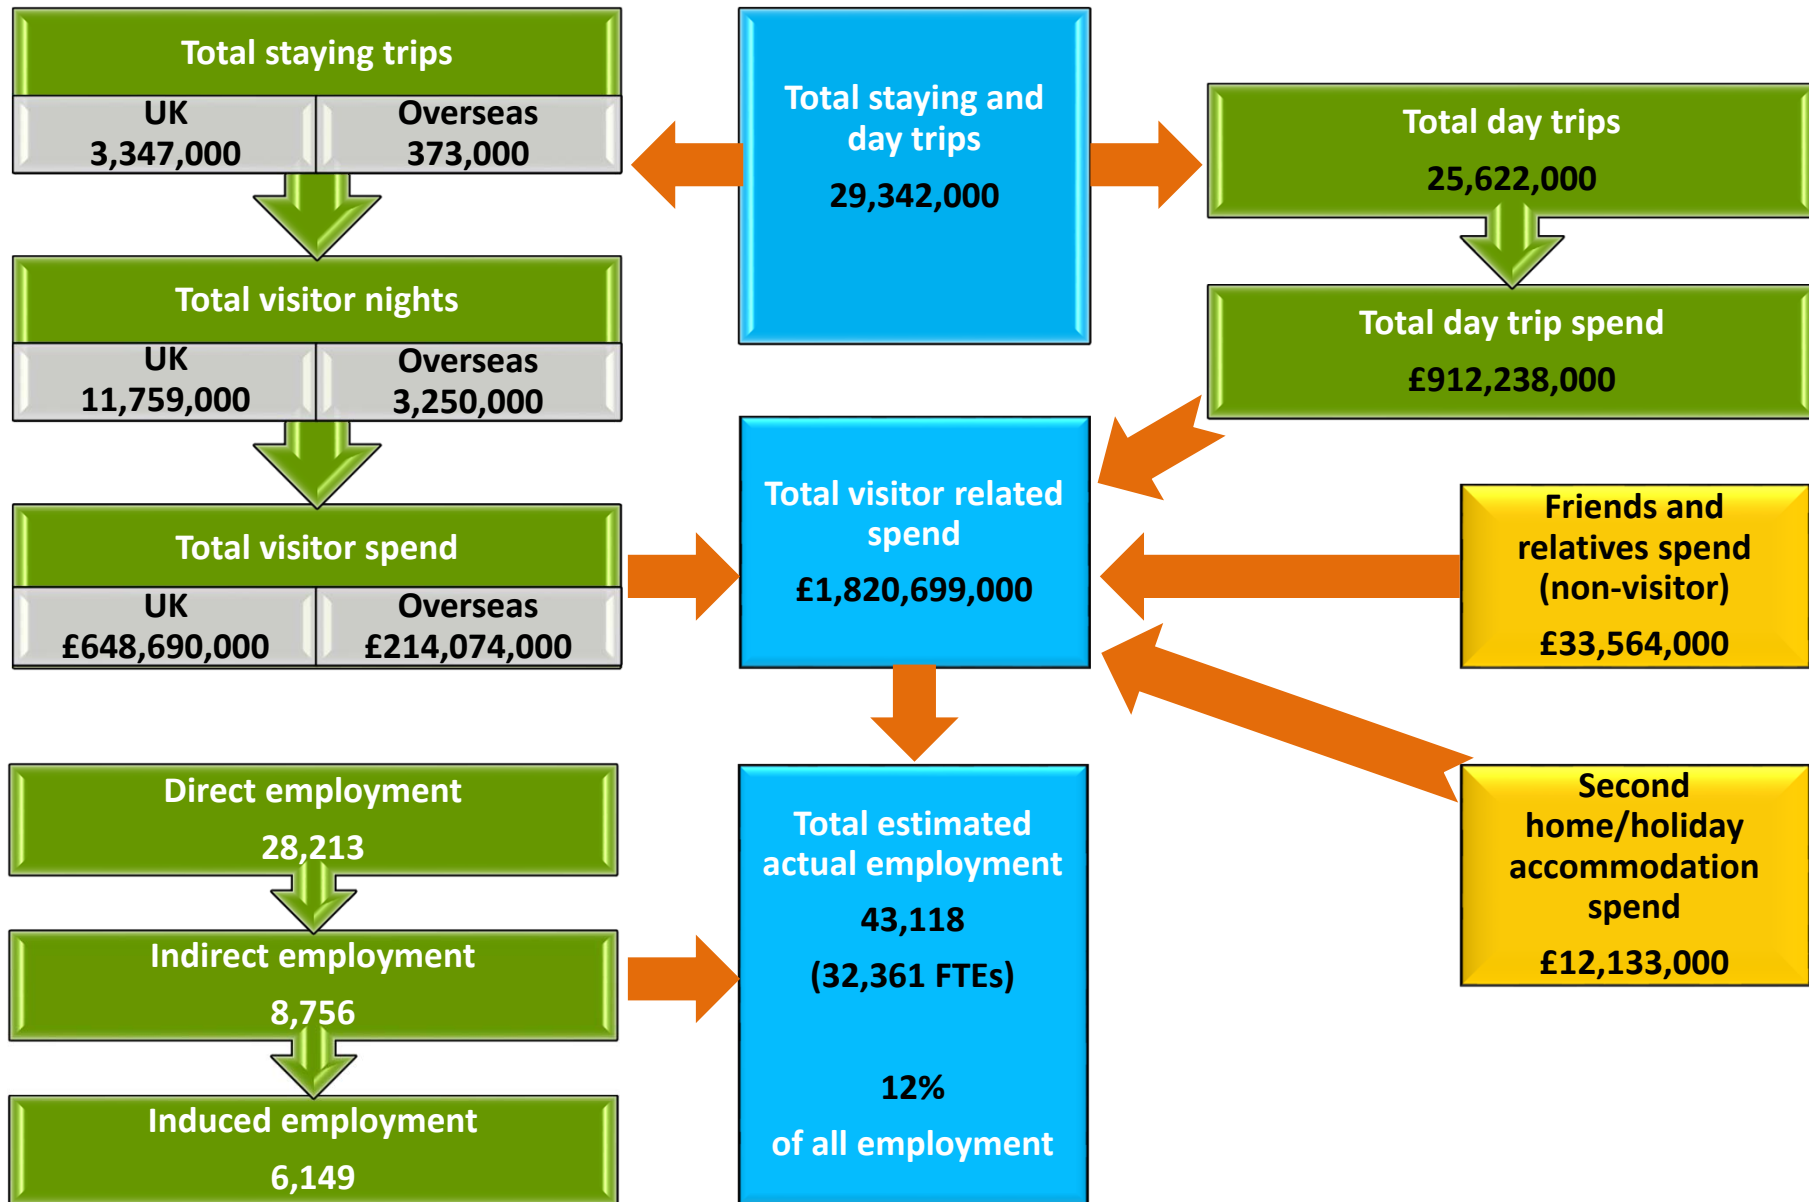 Total staying trips
UK
3,347,000
Overseas
373,000
Total visitor nights
UK
11,759,000
Overseas
3,250,000
Total visitor spend
UK
£648,690,000
Overseas
£214,074,000
Total staying and
day trips
29,342,000
Total day trips
25,622,000
Total day trip spend
£912,238,000
Total visitor related
spend
£1,820,699,000
Friends and
relatives spend
(non-visitor)
£33,564,000
Second
home/holiday
accommodation
spend
£12,133,000
Direct employment
28,213
Indirect employment
8,756
Induced employment
6,149
Total estimated
actual employment
43,118
(32,361 FTEs)
12%
of all employment